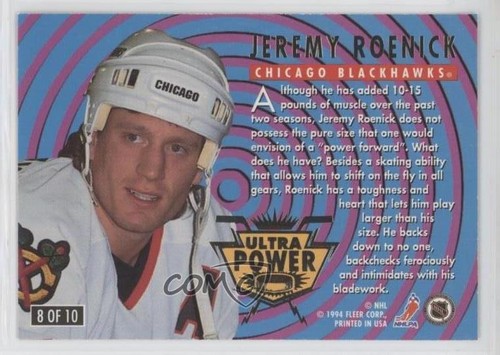 JEREMY ROENICK
CHICAGO BLACKHAWKS®
Although he has added 10-15
pounds of muscle over the past
two seasons, Jeremy Roenick does not
possess the pure size that one would
envision of a "power forward". What
does he have? Besides a skating ability
that allows him to shift on the fly in all
gears, Roenick has a toughness and
heart that lets him play
larger than his
size. He backs
down to no one,
backchecks ferociously
and intimidates with his
bladework.
CHICAGO
ULTRA
POWER
COMC
8 OF 10
© NHL
© 1994 FLEER CORP.,
PRINTED IN USA
NHLPA